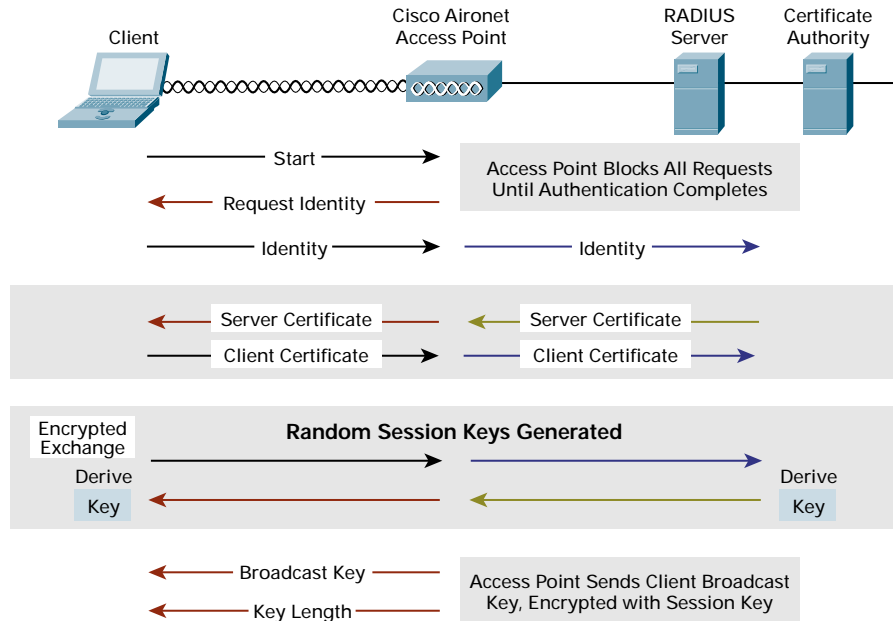 Client
Cisco Aironet
Access Point
RADIUS
Server
Certificate
Authority
Start
Access Point Blocks All Requests
Until Authentication Completes
Request Identity
Identity
Identity
Server Certificate
Server Certificate
Client Certificate
Client Certificate
Encrypted
Exchange
Random Session Keys Generated
Derive
Key
Derive
Key
Broadcast Key
Access Point Sends Client Broadcast
Key, Encrypted with Session Key
Key Length